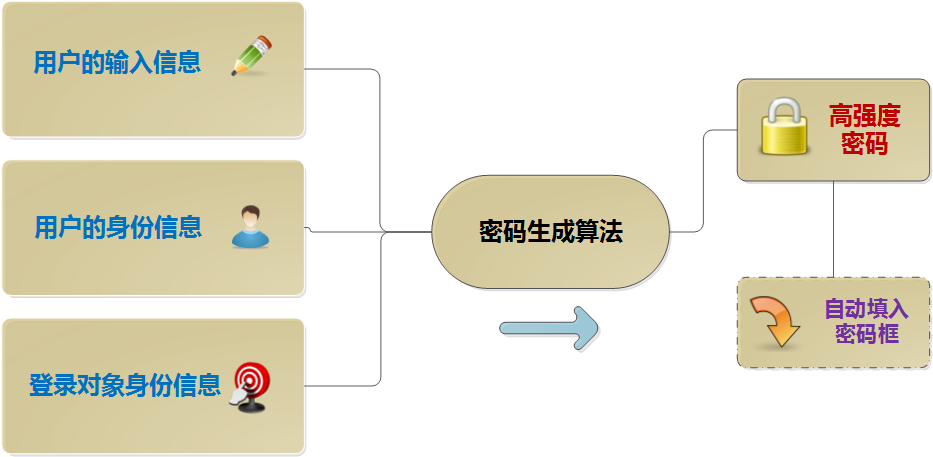 用户的输入信息
用户的身份信息
登录对象身份信息
密码生成算法
高强度
密码
自动填入
密码框